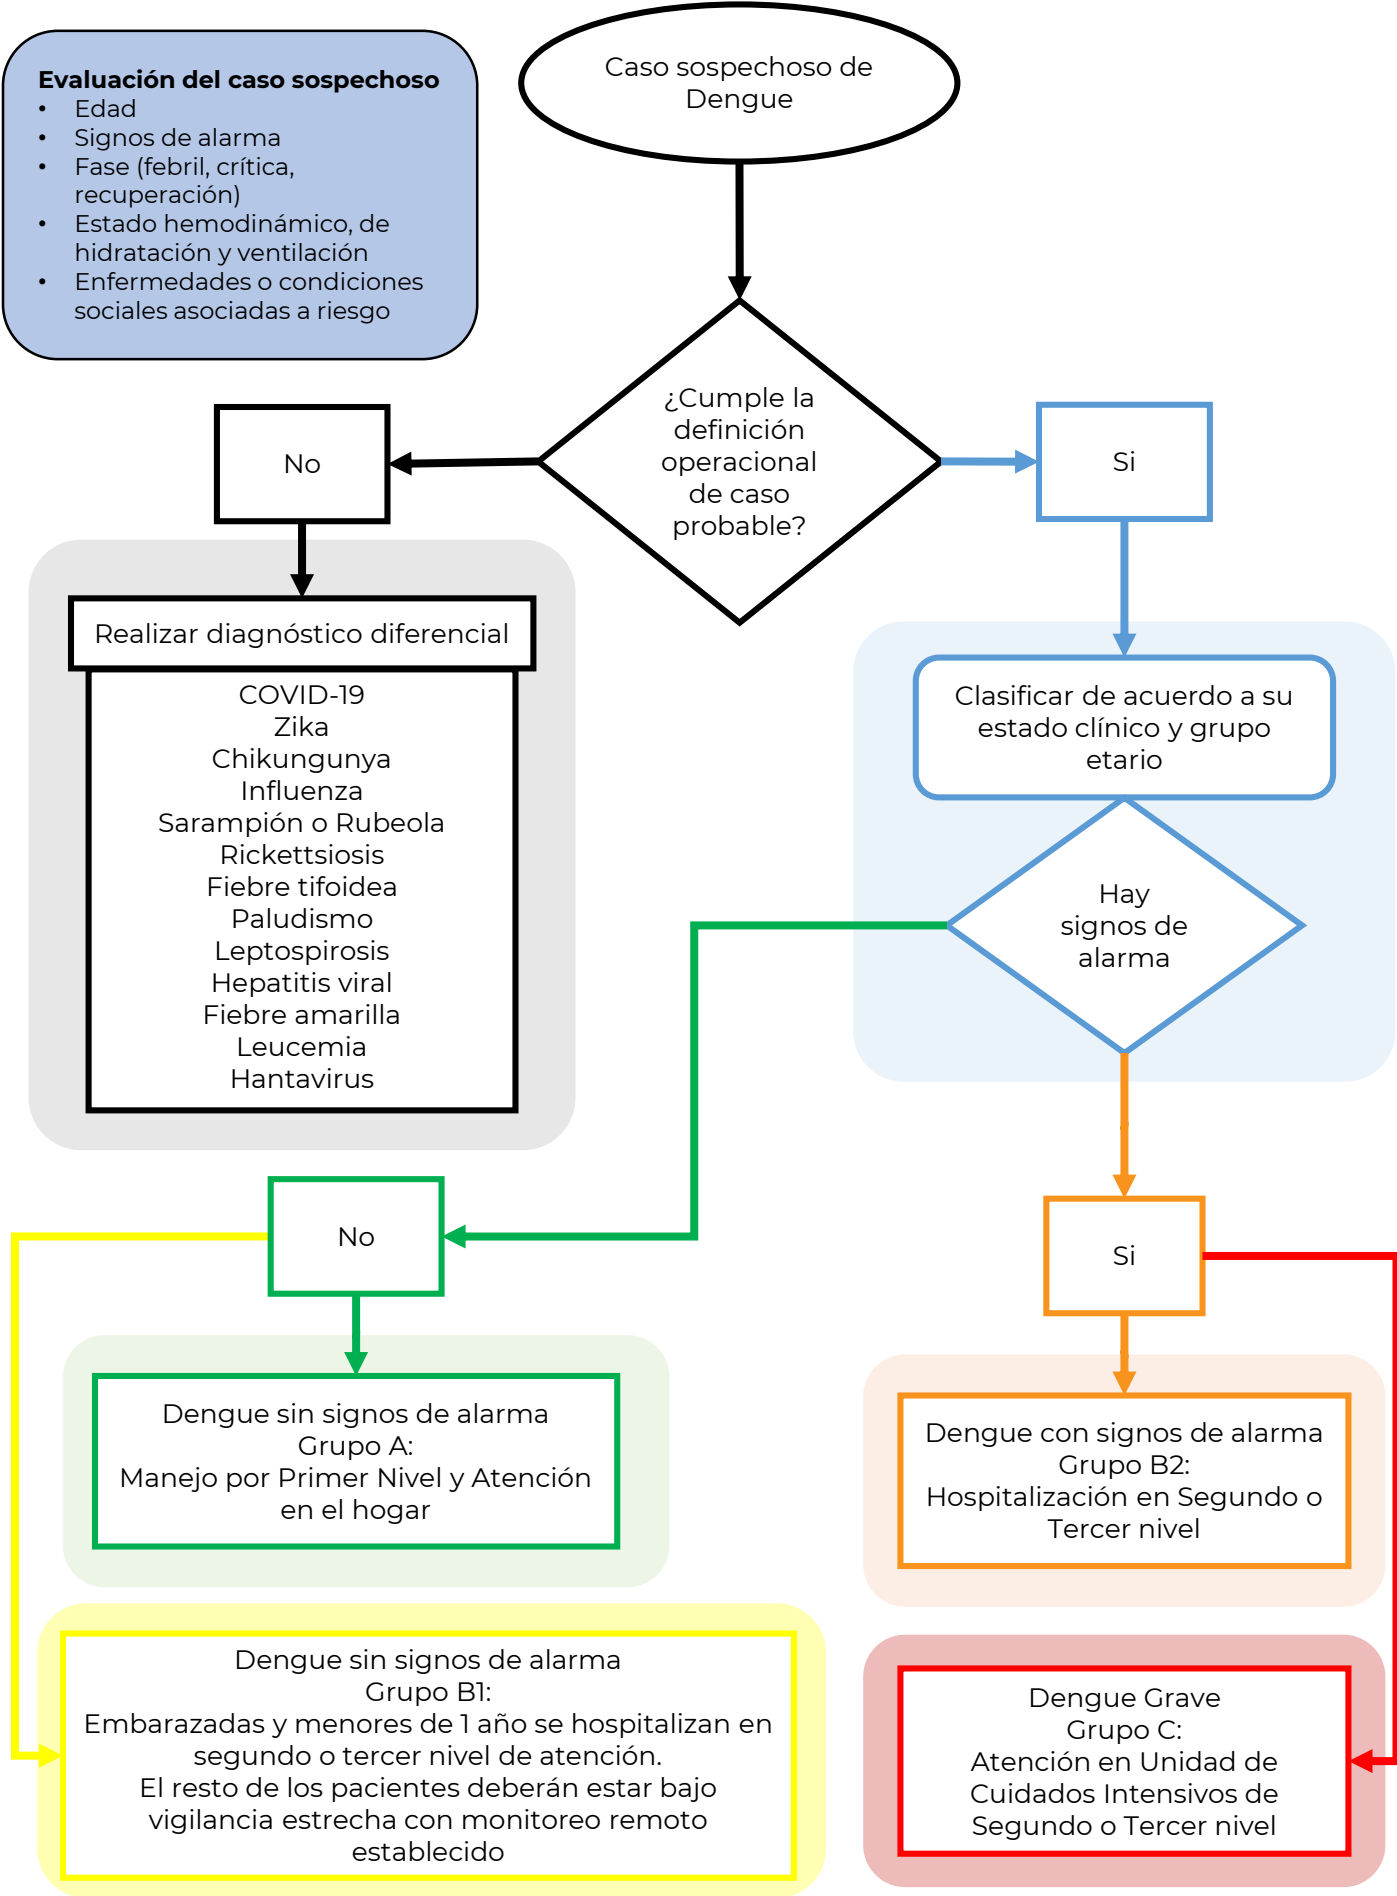 Evaluación del caso sospechoso
• Edad
• Signos de alarma
• Fase (febril, crítica,
recuperación)
• Estado hemodinámico, de
hidratación y ventilación
• Enfermedades o condiciones
sociales asociadas a riesgo
Caso sospechoso de
Dengue
¿Cumple la
definición
operacional
de caso
probable?
No
Si
Realizar diagnóstico diferencial
COVID-19
Zika
Chikungunya
Influenza
Sarampión o Rubeola
Rickettsiosis
Fiebre tifoidea
Paludismo
Leptospirosis
Hepatitis viral
Fiebre amarilla
Leucemia
Hantavirus
Clasificar de acuerdo a su
estado clínico y grupo
etario
Hay
signos de
alarma
No
Si
Dengue sin signos de alarma
Grupo A:
Manejo por Primer Nivel y Atención
en el hogar
Dengue con signos de alarma
Grupo B2:
Hospitalización en Segundo o
Tercer nivel
Dengue sin signos de alarma
Grupo B1:
Embarazadas y menores de 1 año se hospitalizan en
segundo o tercer nivel de atención.
El resto de los pacientes deberán estar bajo
vigilancia estrecha con monitoreo remoto
establecido
Dengue Grave
Grupo C:
Atención en Unidad de
Cuidados Intensivos de
Segundo o Tercer nivel